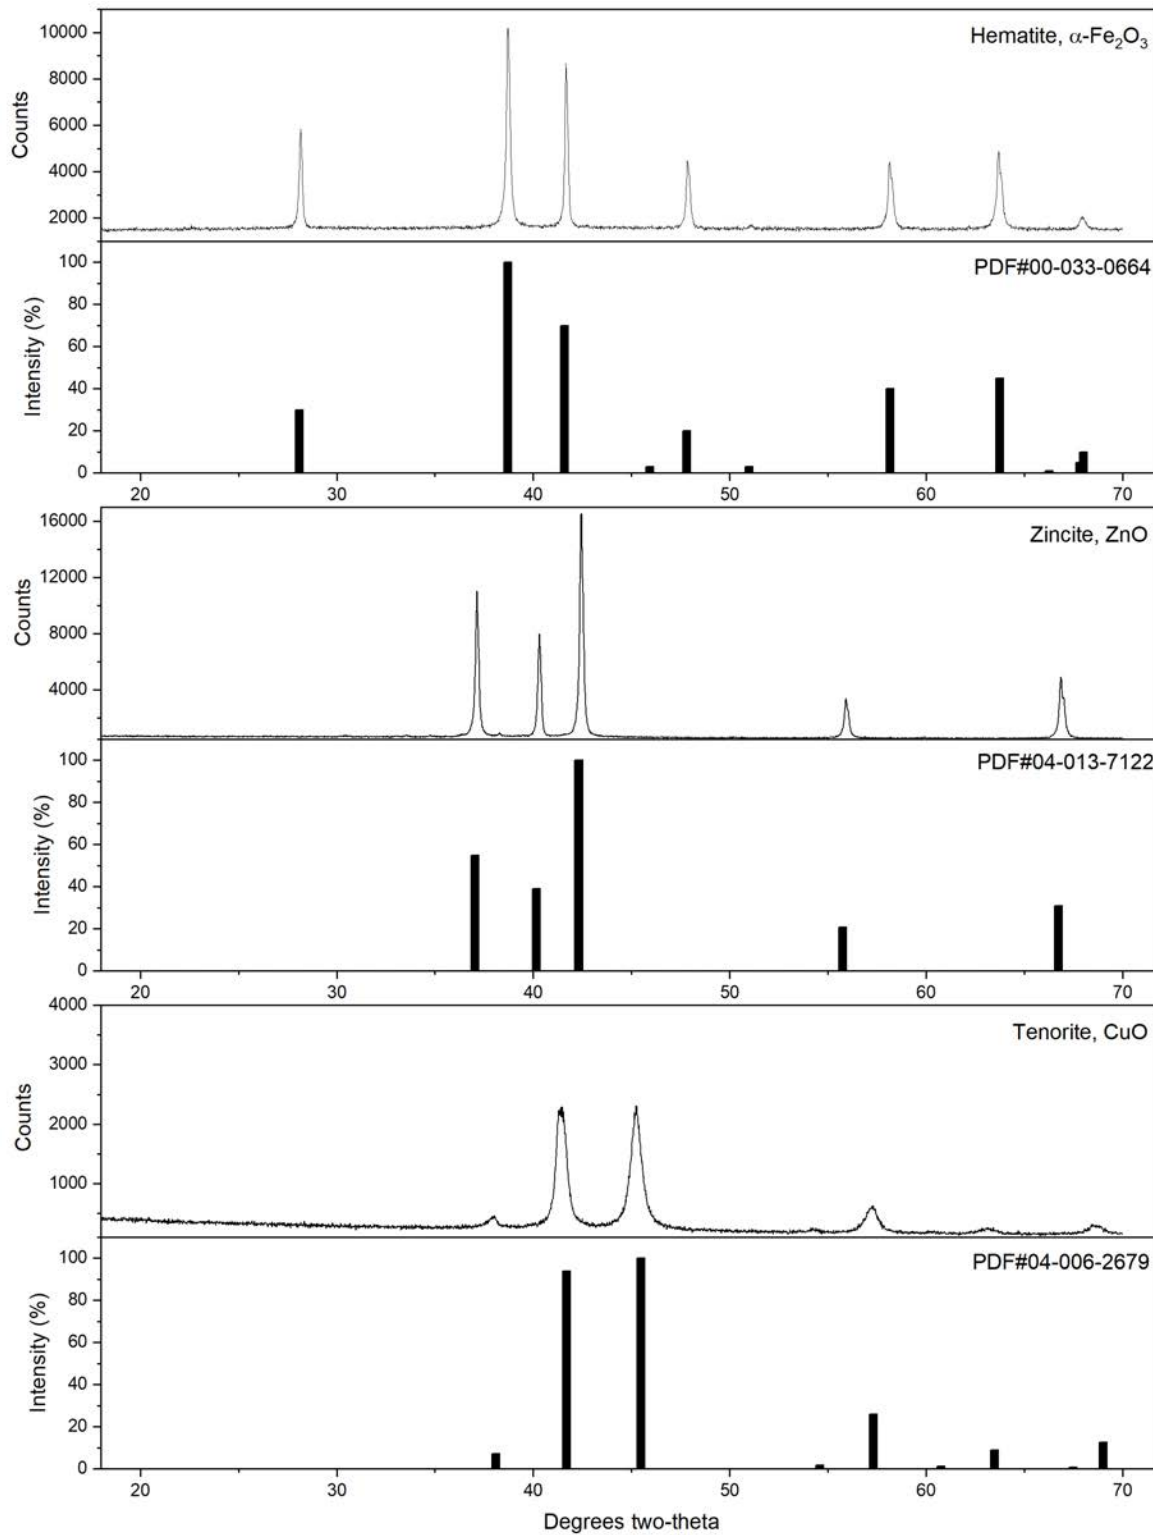 Hematite, α-Fe₂O₃
Counts
10000
8000
6000
4000
2000
PDF#00-033-0664
Intensity (%)
100
80
60
40
20
0
20 30 40 50 60 70
Zincite, ZnO
Counts
16000
12000
8000
4000
PDF#04-013-7122
Intensity (%)
100
80
60
40
20
0
20 30 40 50 60 70
Tenorite, CuO
Counts
4000
3000
2000
1000
PDF#04-006-2679
Intensity (%)
100
80
60
40
20
0
20 30 40 50 60 70
Degrees two-theta